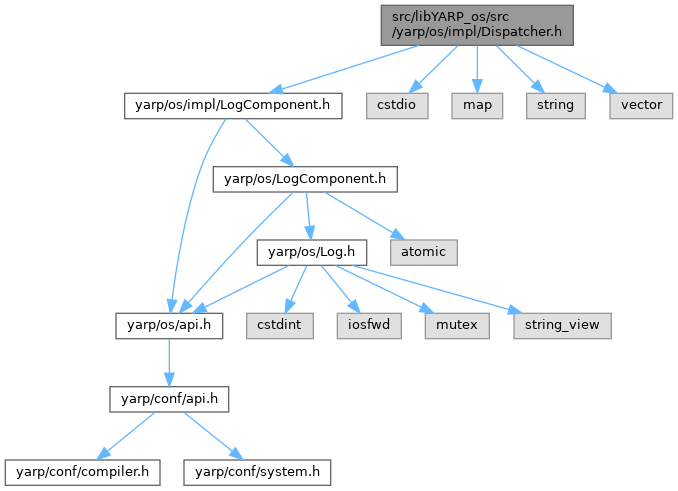 src/libYARP_os/src
/yarp/os/impl/Dispatcher.h
yarp/os/impl/LogComponent.h
cstdio
map
string
vector
yarp/os/LogComponent.h
yarp/os/Log.h
atomic
yarp/os/api.h
cstdint
iosfwd
mutex
string_view
yarp/conf/api.h
yarp/conf/compiler.h
yarp/conf/system.h